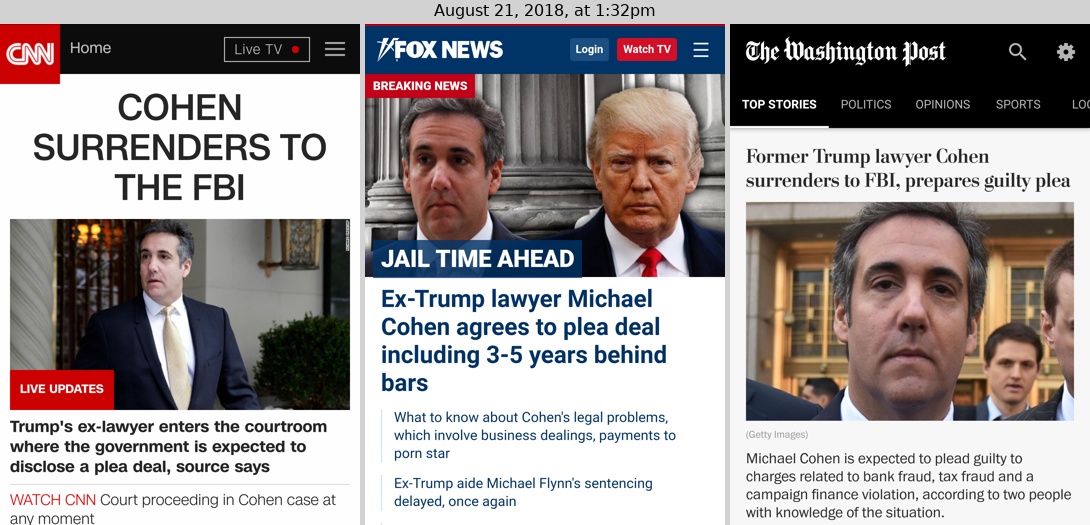 August 21, 2018, at 1:32pm
CNN
Home
Live TV
COHEN
SURRENDERS TO
THE FBI
LIVE UPDATES
Trump's ex-lawyer enters the courtroom
where the government is expected to
disclose a plea deal, source says
WATCH CNN Court proceeding in Cohen case at
any moment
FOX NEWS
Login
Watch TV
BREAKING NEWS
JAIL TIME AHEAD
Ex-Trump lawyer Michael
Cohen agrees to plea deal
including 3-5 years behind
bars
What to know about Cohen's legal problems,
which involve business dealings, payments to
porn star
Ex-Trump aide Michael Flynn's sentencing
delayed, once again
The Washington Post
TOP STORIES
POLITICS
OPINIONS
SPORTS
LOC
Former Trump lawyer Cohen
surrenders to FBI, prepares guilty plea
(Getty Images)
Michael Cohen is expected to plead guilty to
charges related to bank fraud, tax fraud and a
campaign finance violation, according to two people
with knowledge of the situation.